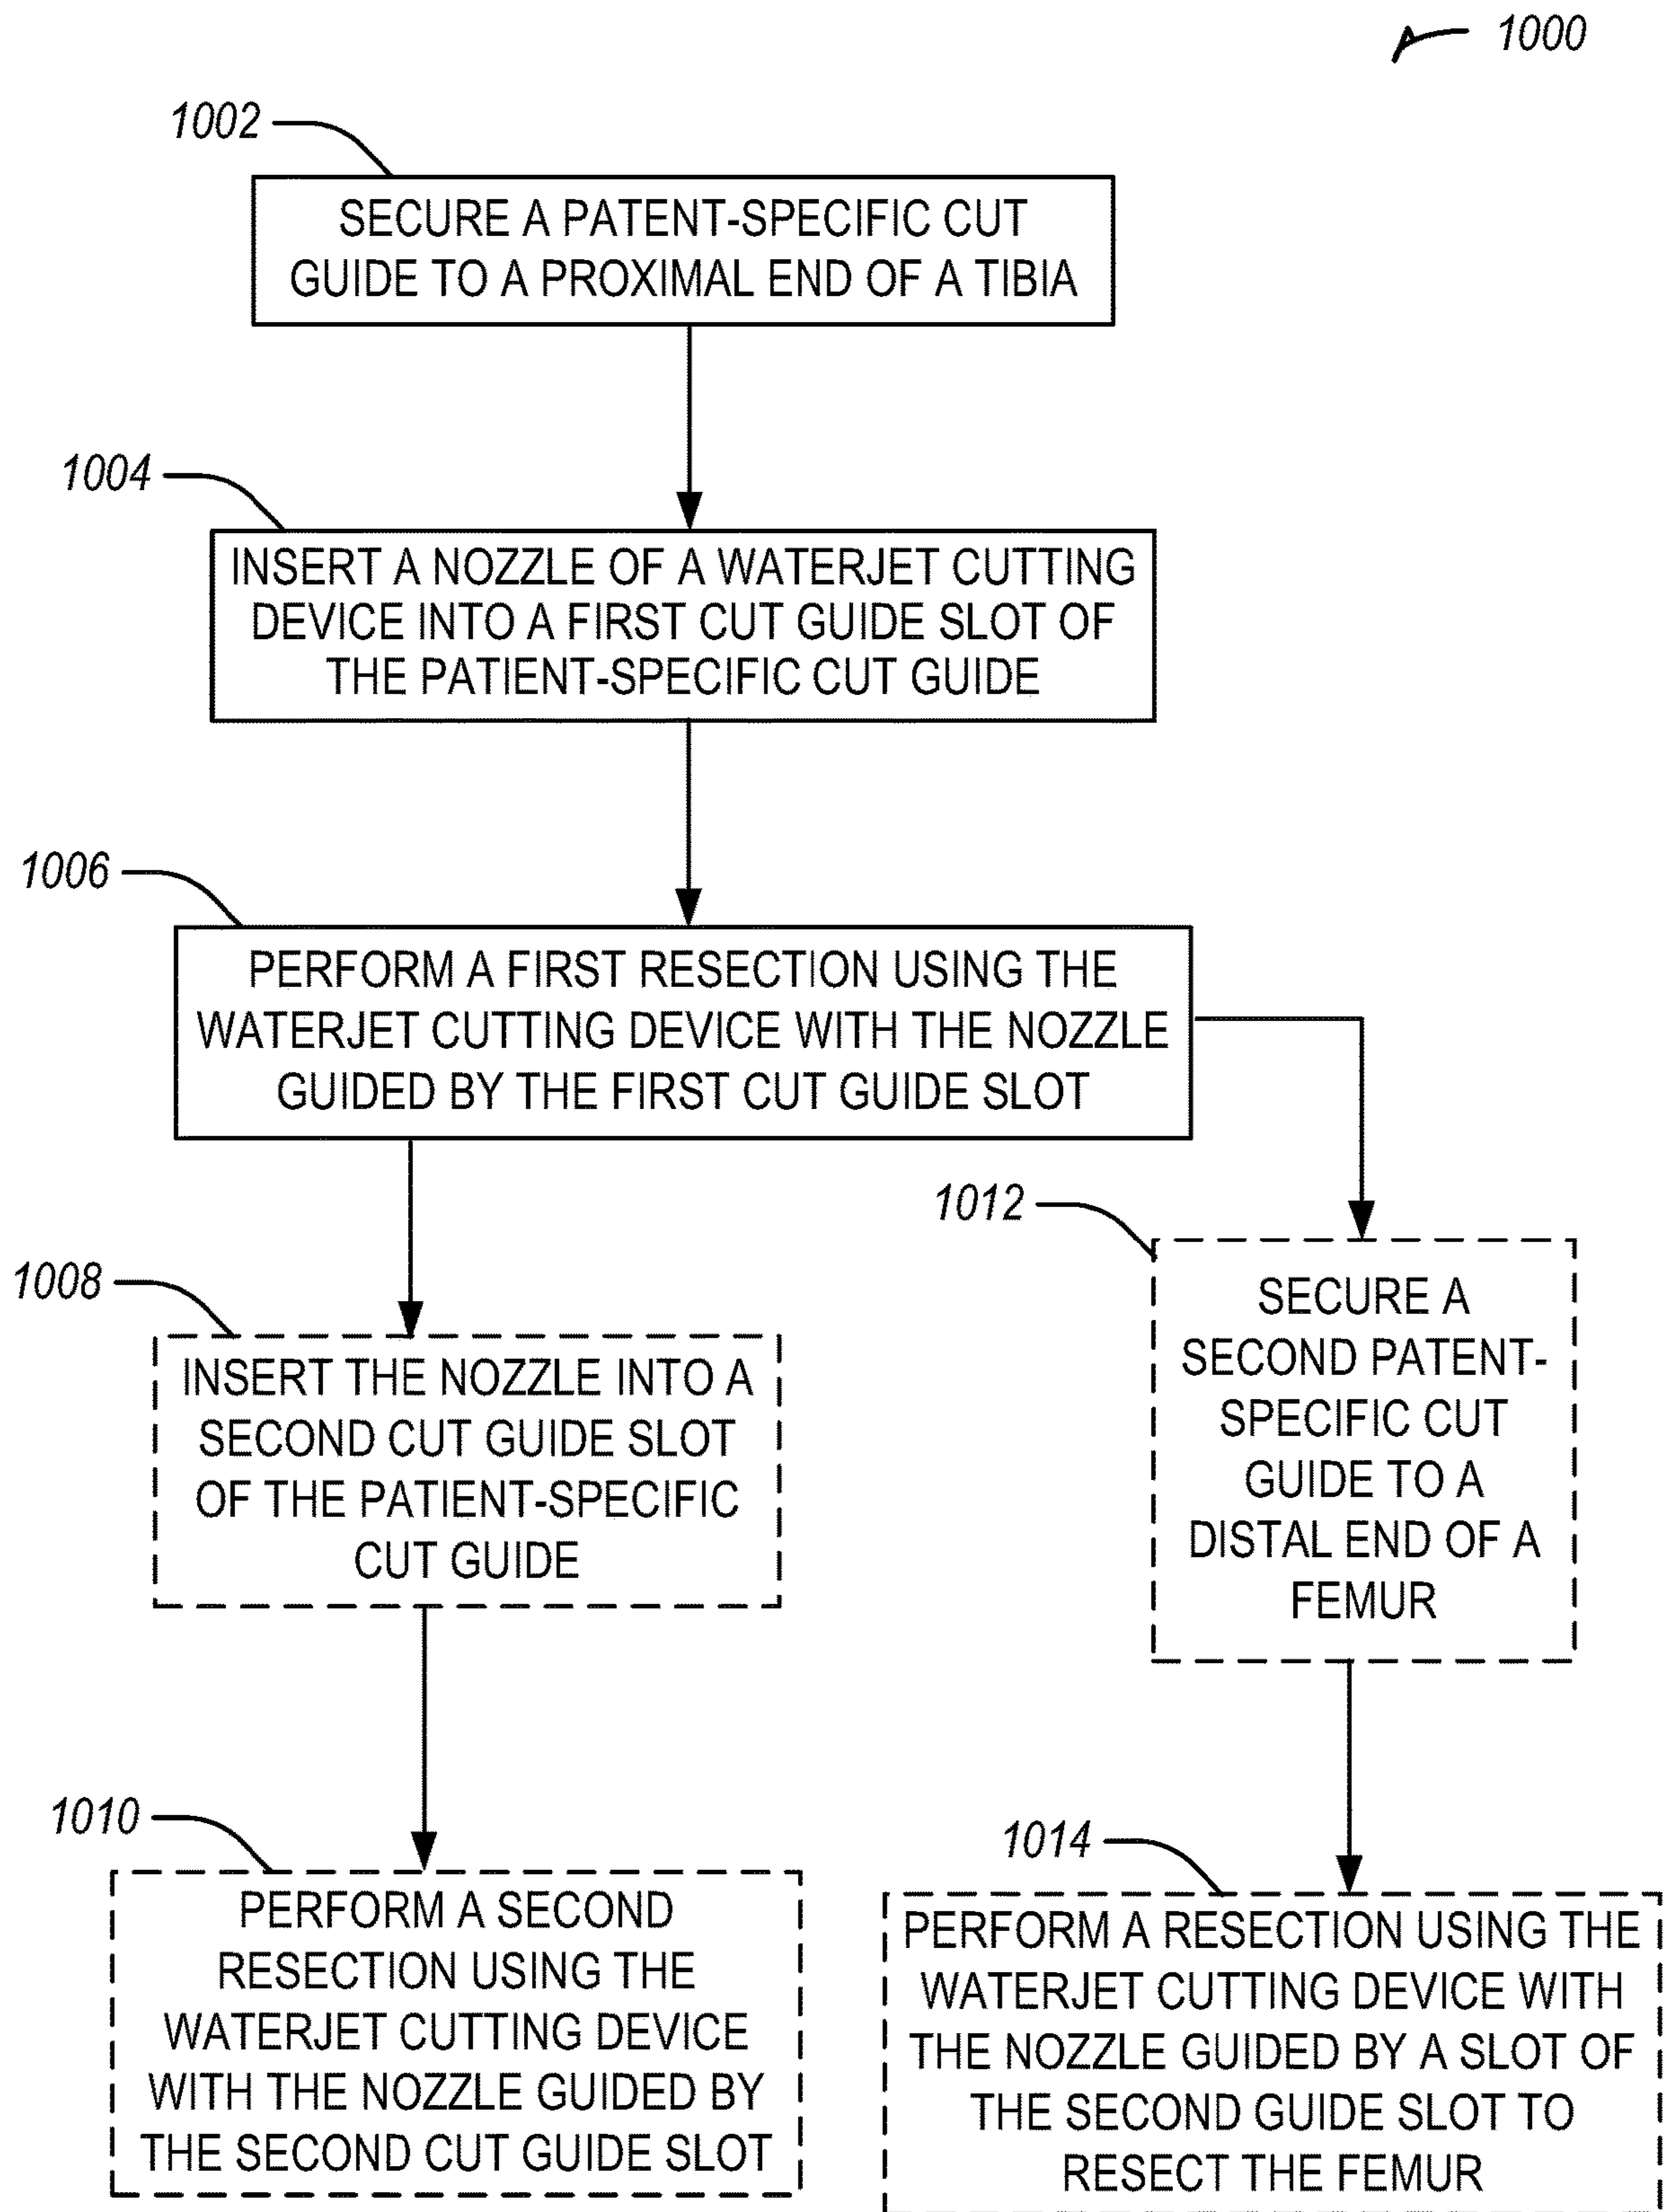 1000
1002
SECURE A PATENT-SPECIFIC CUT
GUIDE TO A PROXIMAL END OF A TIBIA
1004
INSERT A NOZZLE OF A WATERJET CUTTING
DEVICE INTO A FIRST CUT GUIDE SLOT OF
THE PATIENT-SPECIFIC CUT GUIDE
1006
PERFORM A FIRST RESECTION USING THE
WATERJET CUTTING DEVICE WITH THE NOZZLE
GUIDED BY THE FIRST CUT GUIDE SLOT
1008
INSERT THE NOZZLE INTO A
SECOND CUT GUIDE SLOT
OF THE PATIENT-SPECIFIC
CUT GUIDE
1010
PERFORM A SECOND
RESECTION USING THE
WATERJET CUTTING DEVICE
WITH THE NOZZLE GUIDED BY
THE SECOND CUT GUIDE SLOT
1012
SECURE A
SECOND PATENT-
SPECIFIC CUT
GUIDE TO A
DISTAL END OF A
FEMUR
1014
PERFORM A RESECTION USING THE
WATERJET CUTTING DEVICE WITH
THE NOZZLE GUIDED BY A SLOT OF
THE SECOND GUIDE SLOT TO
RESECT THE FEMUR